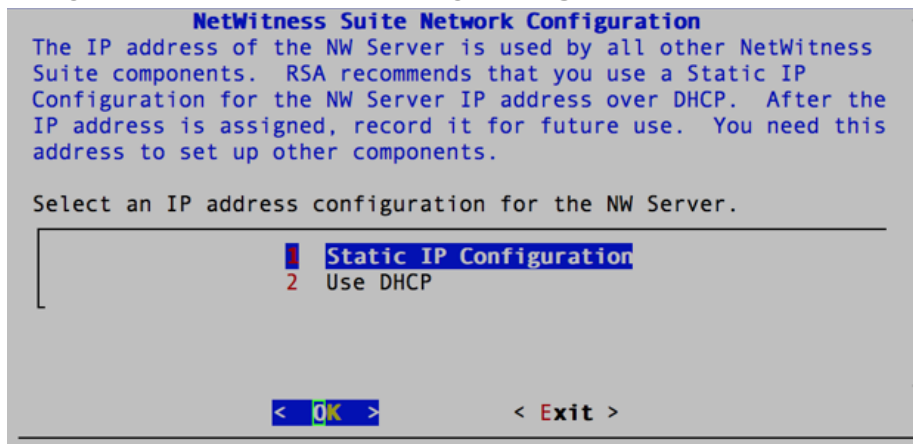 NetWitness Suite Network Configuration
The IP address of the NW Server is used by all other NetWitness
Suite components.  RSA recommends that you use a Static IP
Configuration for the NW Server IP address over DHCP.  After the
IP address is assigned, record it for future use.  You need this
address to set up other components.
Select an IP address configuration for the NW Server.
1  Static IP Configuration
2  Use DHCP
<  OK  >  < Exit >